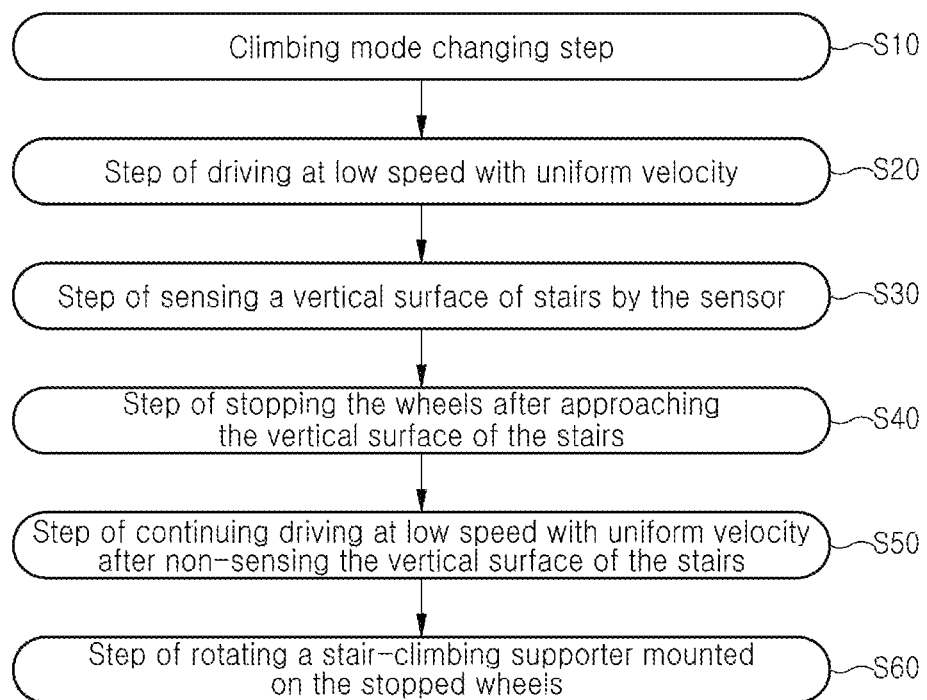 Climbing mode changing step
S10
Step of driving at low speed with uniform velocity
S20
Step of sensing a vertical surface of stairs by the sensor
S30
Step of stopping the wheels after approaching
the vertical surface of the stairs
S40
Step of continuing driving at low speed with uniform velocity
after non-sensing the vertical surface of the stairs
S50
Step of rotating a stair-climbing supporter mounted
on the stopped wheels
S60